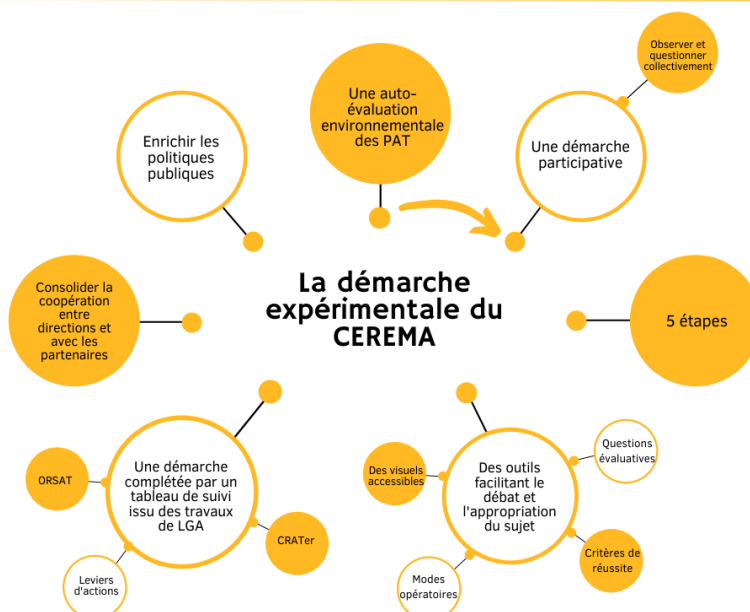 La démarche
expérimentale du
CEREMA
Une auto-
évaluation
environnementale
des PAT
Une démarche
participative
Observer et
questionner
collectivement
5 étapes
Des outils
facilitant le
débat et
l'appropriation
du sujet
Questions
évaluatives
Critères de
réussite
Modes
opératoires
Des visuels
accessibles
Une démarche
complétée par un
tableau de suivi
issu des travaux
de LGA
CRATer
Leviers
d'actions
ORSAT
Consolider la
coopération
entre
directions et
avec les
partenaires
Enrichir les
politiques
publiques